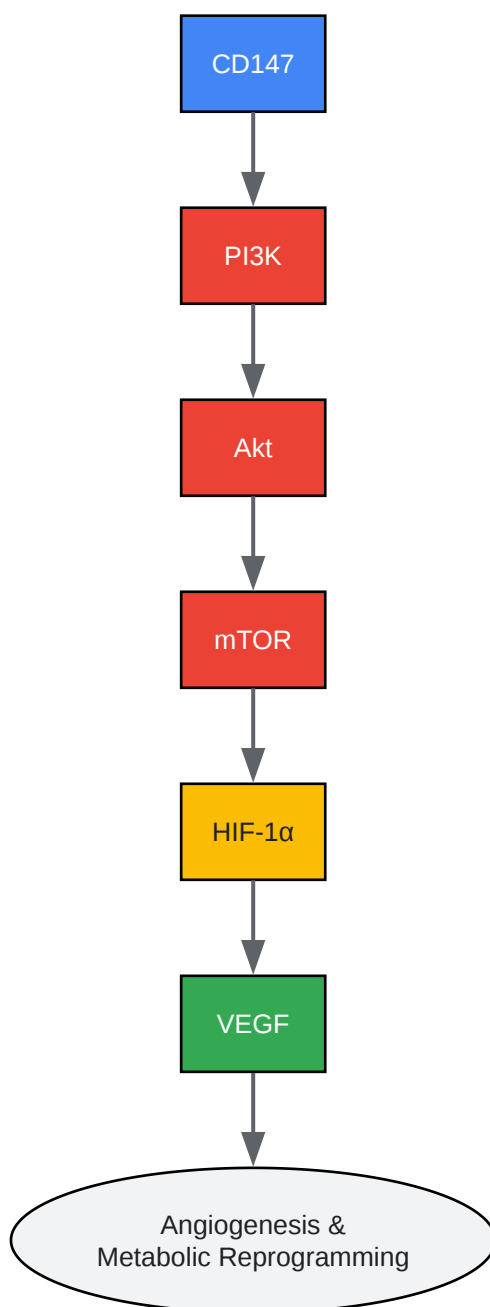 CD147
PI3K
Akt
mTOR
HIF-1α
VEGF
Angiogenesis &
Metabolic Reprogramming